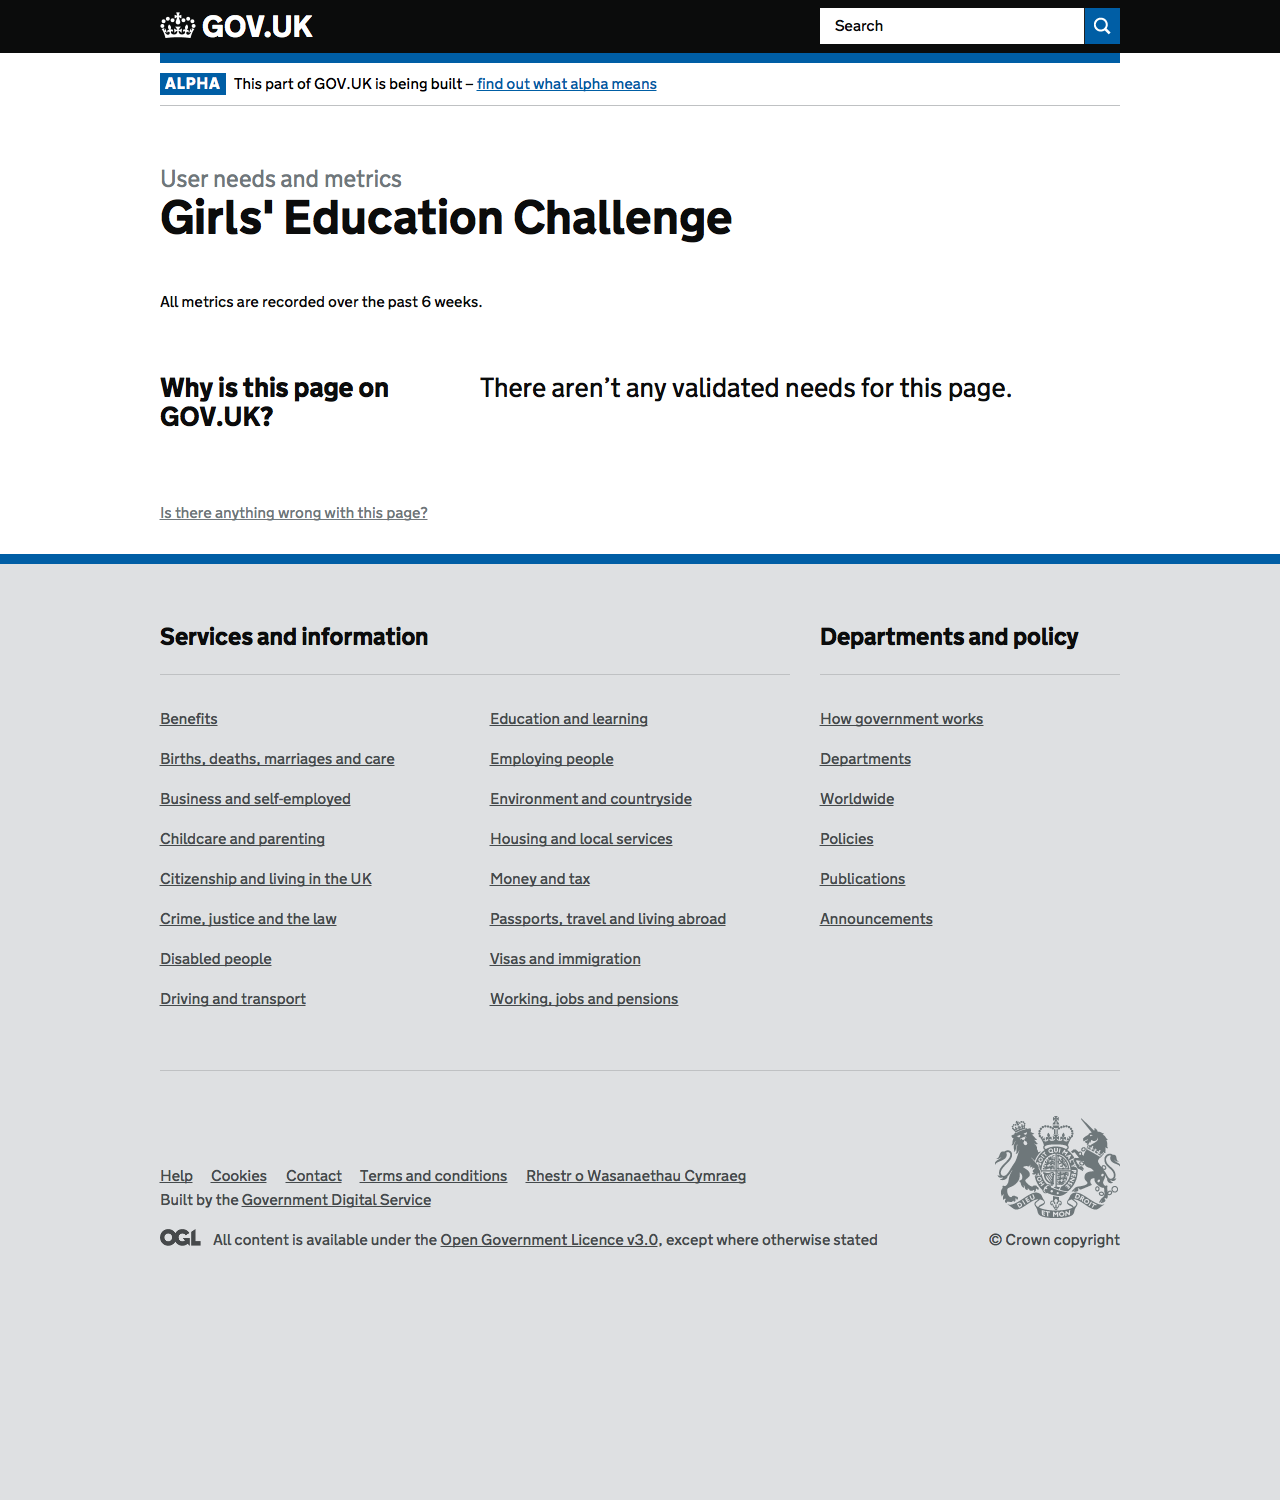 GOV.UK
Search
ALPHA This part of GOV.UK is being built – find out what alpha means
User needs and metrics
Girls' Education Challenge
All metrics are recorded over the past 6 weeks.
Why is this page on
GOV.UK?
There aren’t any validated needs for this page.
Is there anything wrong with this page?
Services and information
Benefits
Births, deaths, marriages and care
Business and self-employed
Childcare and parenting
Citizenship and living in the UK
Crime, justice and the law
Disabled people
Driving and transport
Education and learning
Employing people
Environment and countryside
Housing and local services
Money and tax
Passports, travel and living abroad
Visas and immigration
Working, jobs and pensions
Departments and policy
How government works
Departments
Worldwide
Policies
Publications
Announcements
Help Cookies Contact Terms and conditions Rhestr o Wasanaethau Cymraeg
Built by the Government Digital Service
OGL All content is available under the Open Government Licence v3.0, except where otherwise stated
DIEU ET MON DROIT
© Crown copyright